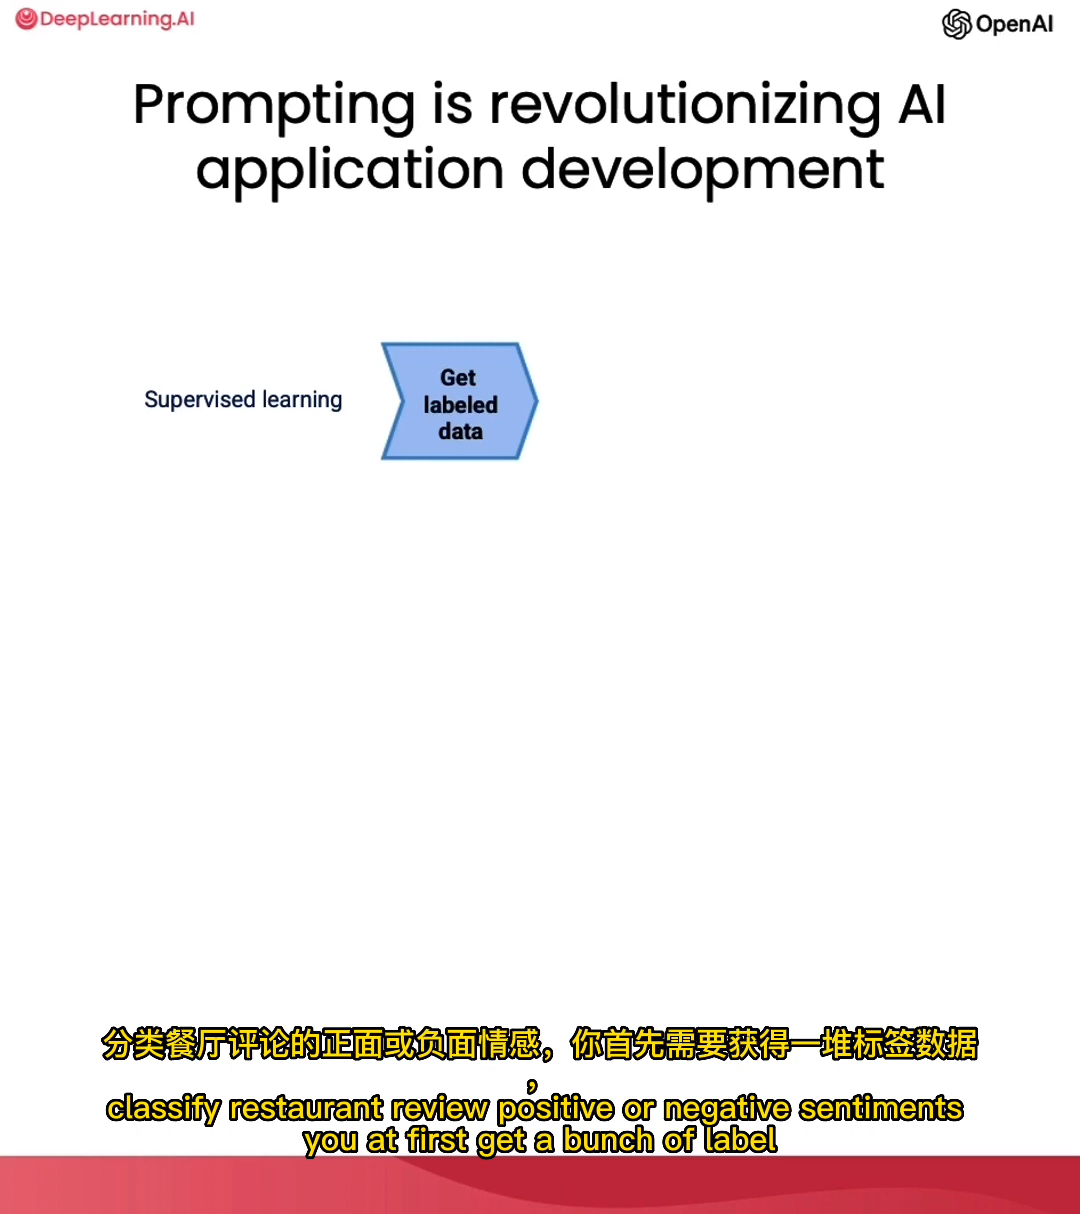 DeepLearning.AI
OpenAI
Prompting is revolutionizing AI
application development
Supervised learning
Get
labeled
data
分类餐厅评论的正面或负面情感，你首先需要获得一堆标签数据
，
classify restaurant review positive or negative sentiments
you at first get a bunch of label